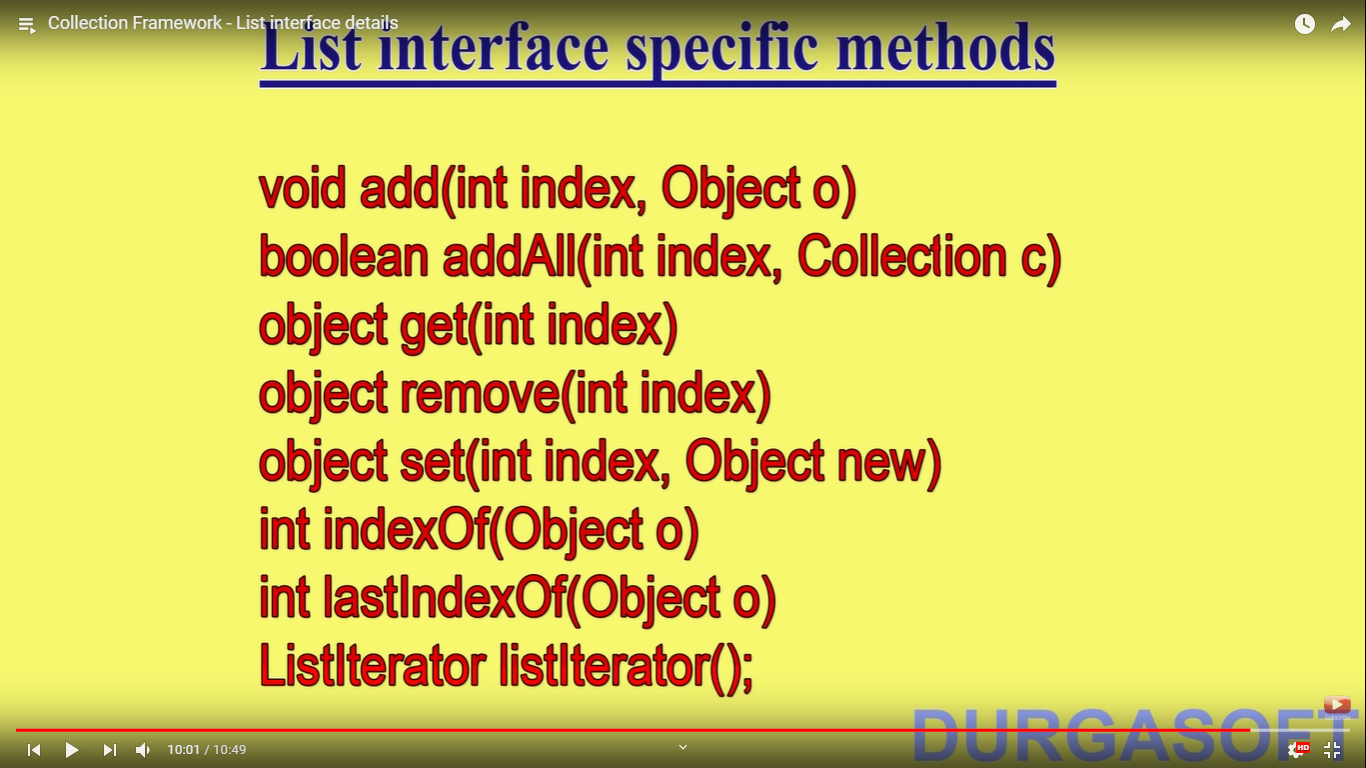 Collection Framework - List interface details
List interface specific methods
void add(int index, Object o)
boolean addAll(int index, Collection c)
object get(int index)
object remove(int index)
object set(int index, Object new)
int indexOf(Object o)
int lastIndexOf(Object o)
ListIterator listIterator();
Subscribe
DURGASOFT
10:01 / 10:49
HD